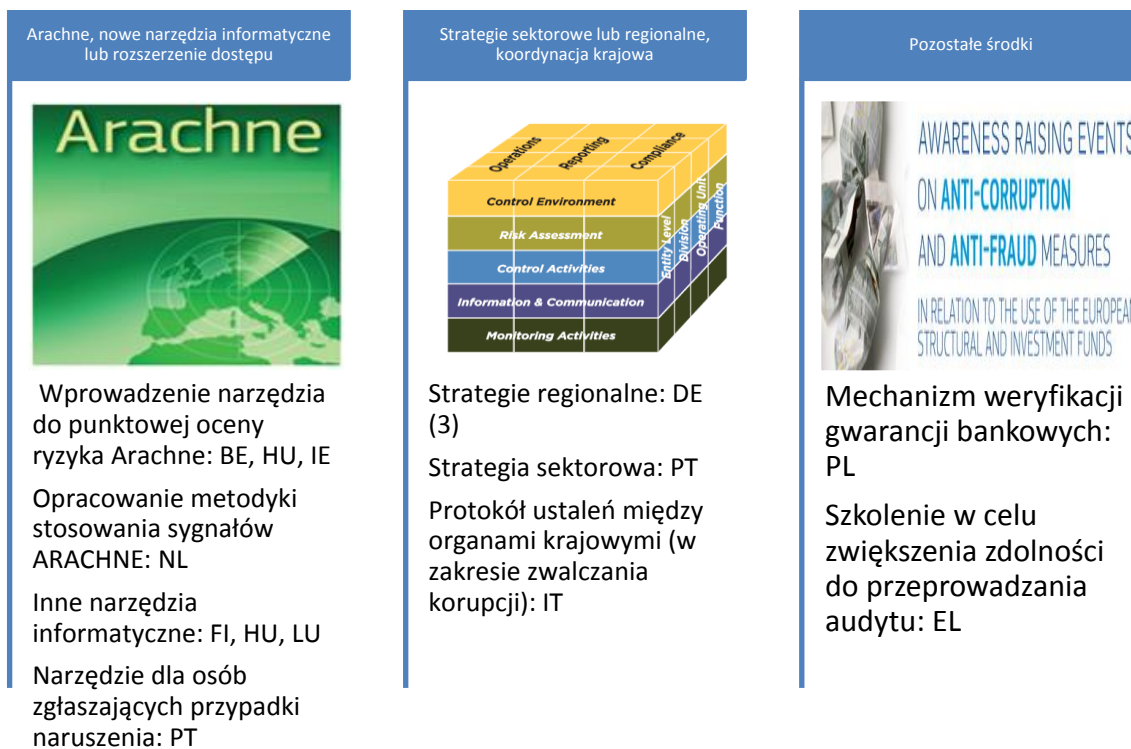 Arachne, nowe narzędzia informatyczne
lub rozszerzenie dostępu
Arachne
Wprowadzenie narzędzia
do punktowej oceny
ryzyka Arachne: BE, HU, IE
Opracowanie metodyki
stosowania sygnałów
ARACHNE: NL
Inne narzędzia
informatyczne: FI, HU, LU
Narzędzie dla osób
zgłaszających przypadki
naruszenia: PT
Strategie sektorowe lub regionalne,
koordynacja krajowa
Operations
Reporting
Compliance
Control Environment
Risk Assessment
Control Activities
Information & Communication
Monitoring Activities
Entity Level
Division
Operating Unit
Function
Strategie regionalne: DE
(3)
Strategia sektorowa: PT
Protokół ustaleń między
organami krajowymi (w
zakresie zwalczania
korupcji): IT
Pozostałe środki
AWARENESS RAISING EVENTS
ON ANTI-CORRUPTION
AND ANTI-FRAUD MEASURES
IN RELATION TO THE USE OF THE EUROPEAN
STRUCTURAL AND INVESTMENT FUNDS
Mechanizm weryfikacji
gwarancji bankowych:
PL
Szkolenie w celu
zwiększenia zdolności
do przeprowadzania
audytu: EL